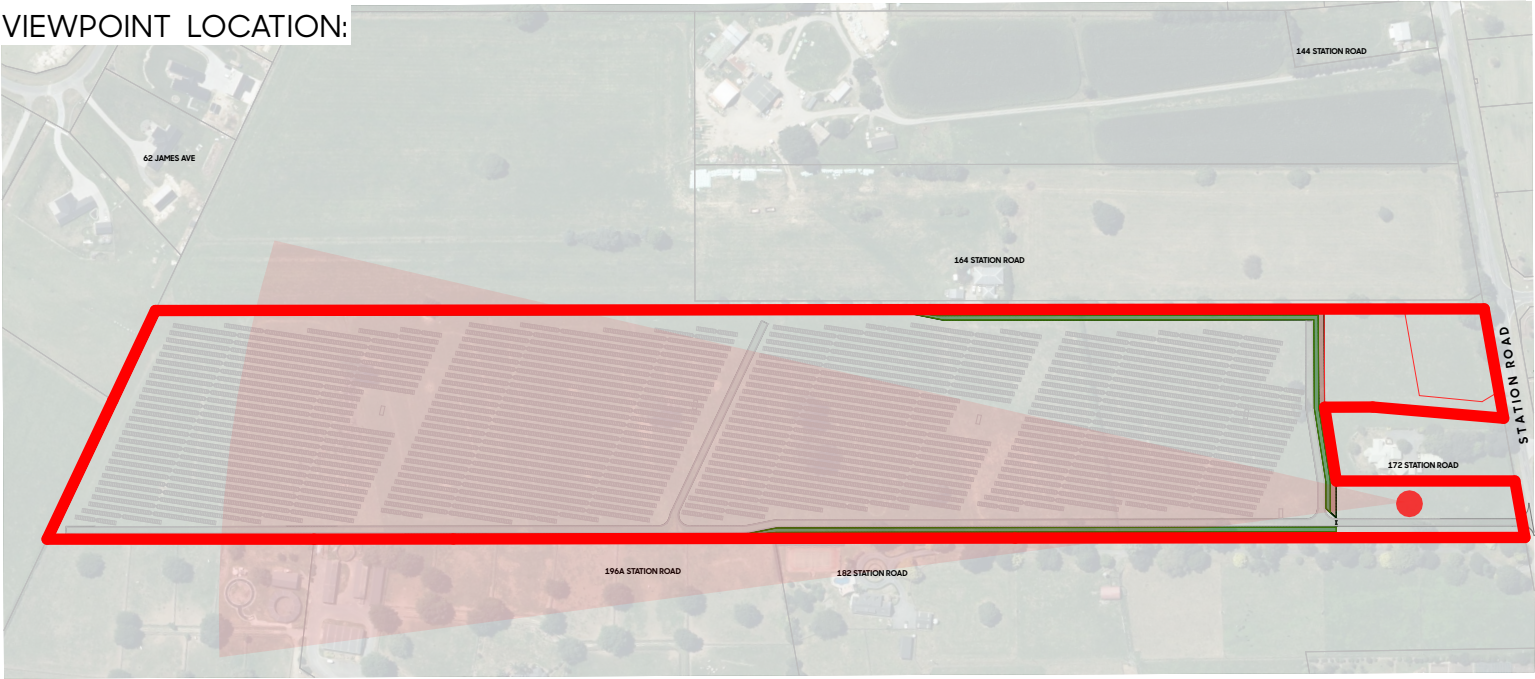 VIEWPOINT LOCATION:
144 STATION ROAD
62 JAMES AVE
164 STATION ROAD
STATION ROAD
172 STATION ROAD
196A STATION ROAD
182 STATION ROAD